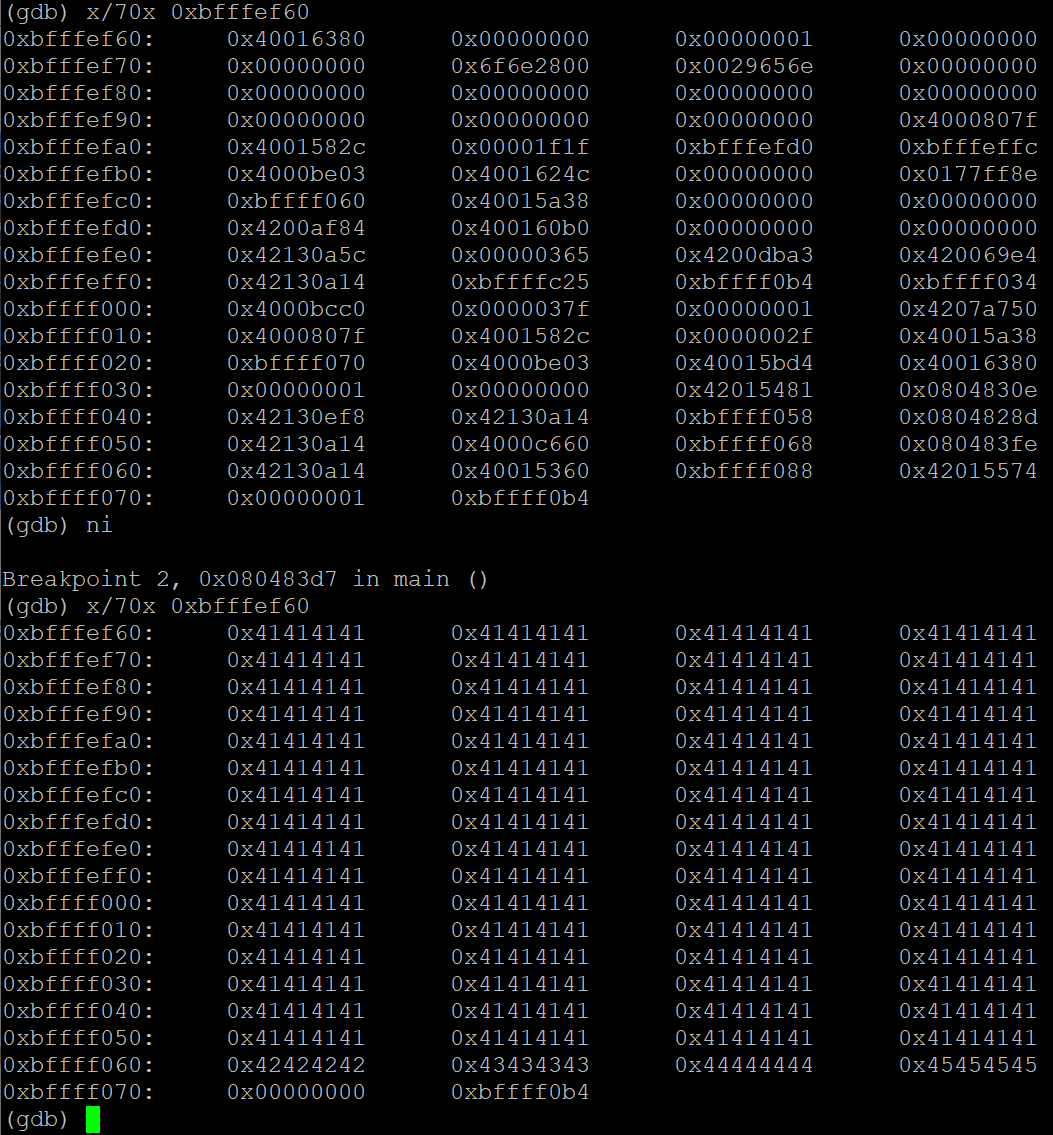 (gdb) x/70x 0xbfffef60
0xbfffef60: 0x40016380 0x00000000 0x00000001 0x00000000
0xbfffef70: 0x00000000 0x6f6e2800 0x0029656e 0x00000000
0xbfffef80: 0x00000000 0x00000000 0x00000000 0x00000000
0xbfffef90: 0x00000000 0x00000000 0x00000000 0x4000807f
0xbfffefa0: 0x4001582c 0x00001f1f 0xbfffefd0 0xbfffeffc
0xbfffefb0: 0x4000be03 0x4001624c 0x00000000 0x0177ff8e
0xbfffefc0: 0xbffff060 0x40015a38 0x00000000 0x00000000
0xbfffefd0: 0x4200af84 0x400160b0 0x00000000 0x00000000
0xbfffefe0: 0x42130a5c 0x00000365 0x4200dba3 0x420069e4
0xbfffeff0: 0x42130a14 0xbffffc25 0xbffff0b4 0xbffff034
0xbffff000: 0x4000bcc0 0x0000037f 0x00000001 0x4207a750
0xbffff010: 0x4000807f 0x4001582c 0x0000002f 0x40015a38
0xbffff020: 0xbffff070 0x4000be03 0x40015bd4 0x40016380
0xbffff030: 0x00000001 0x00000000 0x42015481 0x0804830e
0xbffff040: 0x42130ef8 0x42130a14 0xbffff058 0x0804828d
0xbffff050: 0x42130a14 0x4000c660 0xbffff068 0x080483fe
0xbffff060: 0x42130a14 0x40015360 0xbffff088 0x42015574
0xbffff070: 0x00000001 0xbffff0b4
(gdb) ni
Breakpoint 2, 0x080483d7 in main ()
(gdb) x/70x 0xbfffef60
0xbfffef60: 0x41414141 0x41414141 0x41414141 0x41414141
0xbfffef70: 0x41414141 0x41414141 0x41414141 0x41414141
0xbfffef80: 0x41414141 0x41414141 0x41414141 0x41414141
0xbfffef90: 0x41414141 0x41414141 0x41414141 0x41414141
0xbfffefa0: 0x41414141 0x41414141 0x41414141 0x41414141
0xbfffefb0: 0x41414141 0x41414141 0x41414141 0x41414141
0xbfffefc0: 0x41414141 0x41414141 0x41414141 0x41414141
0xbfffefd0: 0x41414141 0x41414141 0x41414141 0x41414141
0xbfffefe0: 0x41414141 0x41414141 0x41414141 0x41414141
0xbfffeff0: 0x41414141 0x41414141 0x41414141 0x41414141
0xbffff000: 0x41414141 0x41414141 0x41414141 0x41414141
0xbffff010: 0x41414141 0x41414141 0x41414141 0x41414141
0xbffff020: 0x41414141 0x41414141 0x41414141 0x41414141
0xbffff030: 0x41414141 0x41414141 0x41414141 0x41414141
0xbffff040: 0x41414141 0x41414141 0x41414141 0x41414141
0xbffff050: 0x41414141 0x41414141 0x41414141 0x41414141
0xbffff060: 0x42424242 0x43434343 0x44444444 0x45454545
0xbffff070: 0x00000000 0xbffff0b4
(gdb)